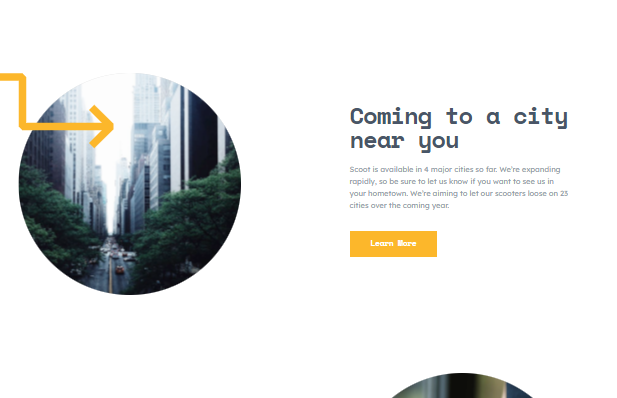 Coming to a city
near you
Scoot is available in 4 major cities so far. We're expanding
rapidly, so be sure to let us know if you want to see us in
your hometown. We're aiming to let our scooters loose on 23
cities over the coming year.
Learn More